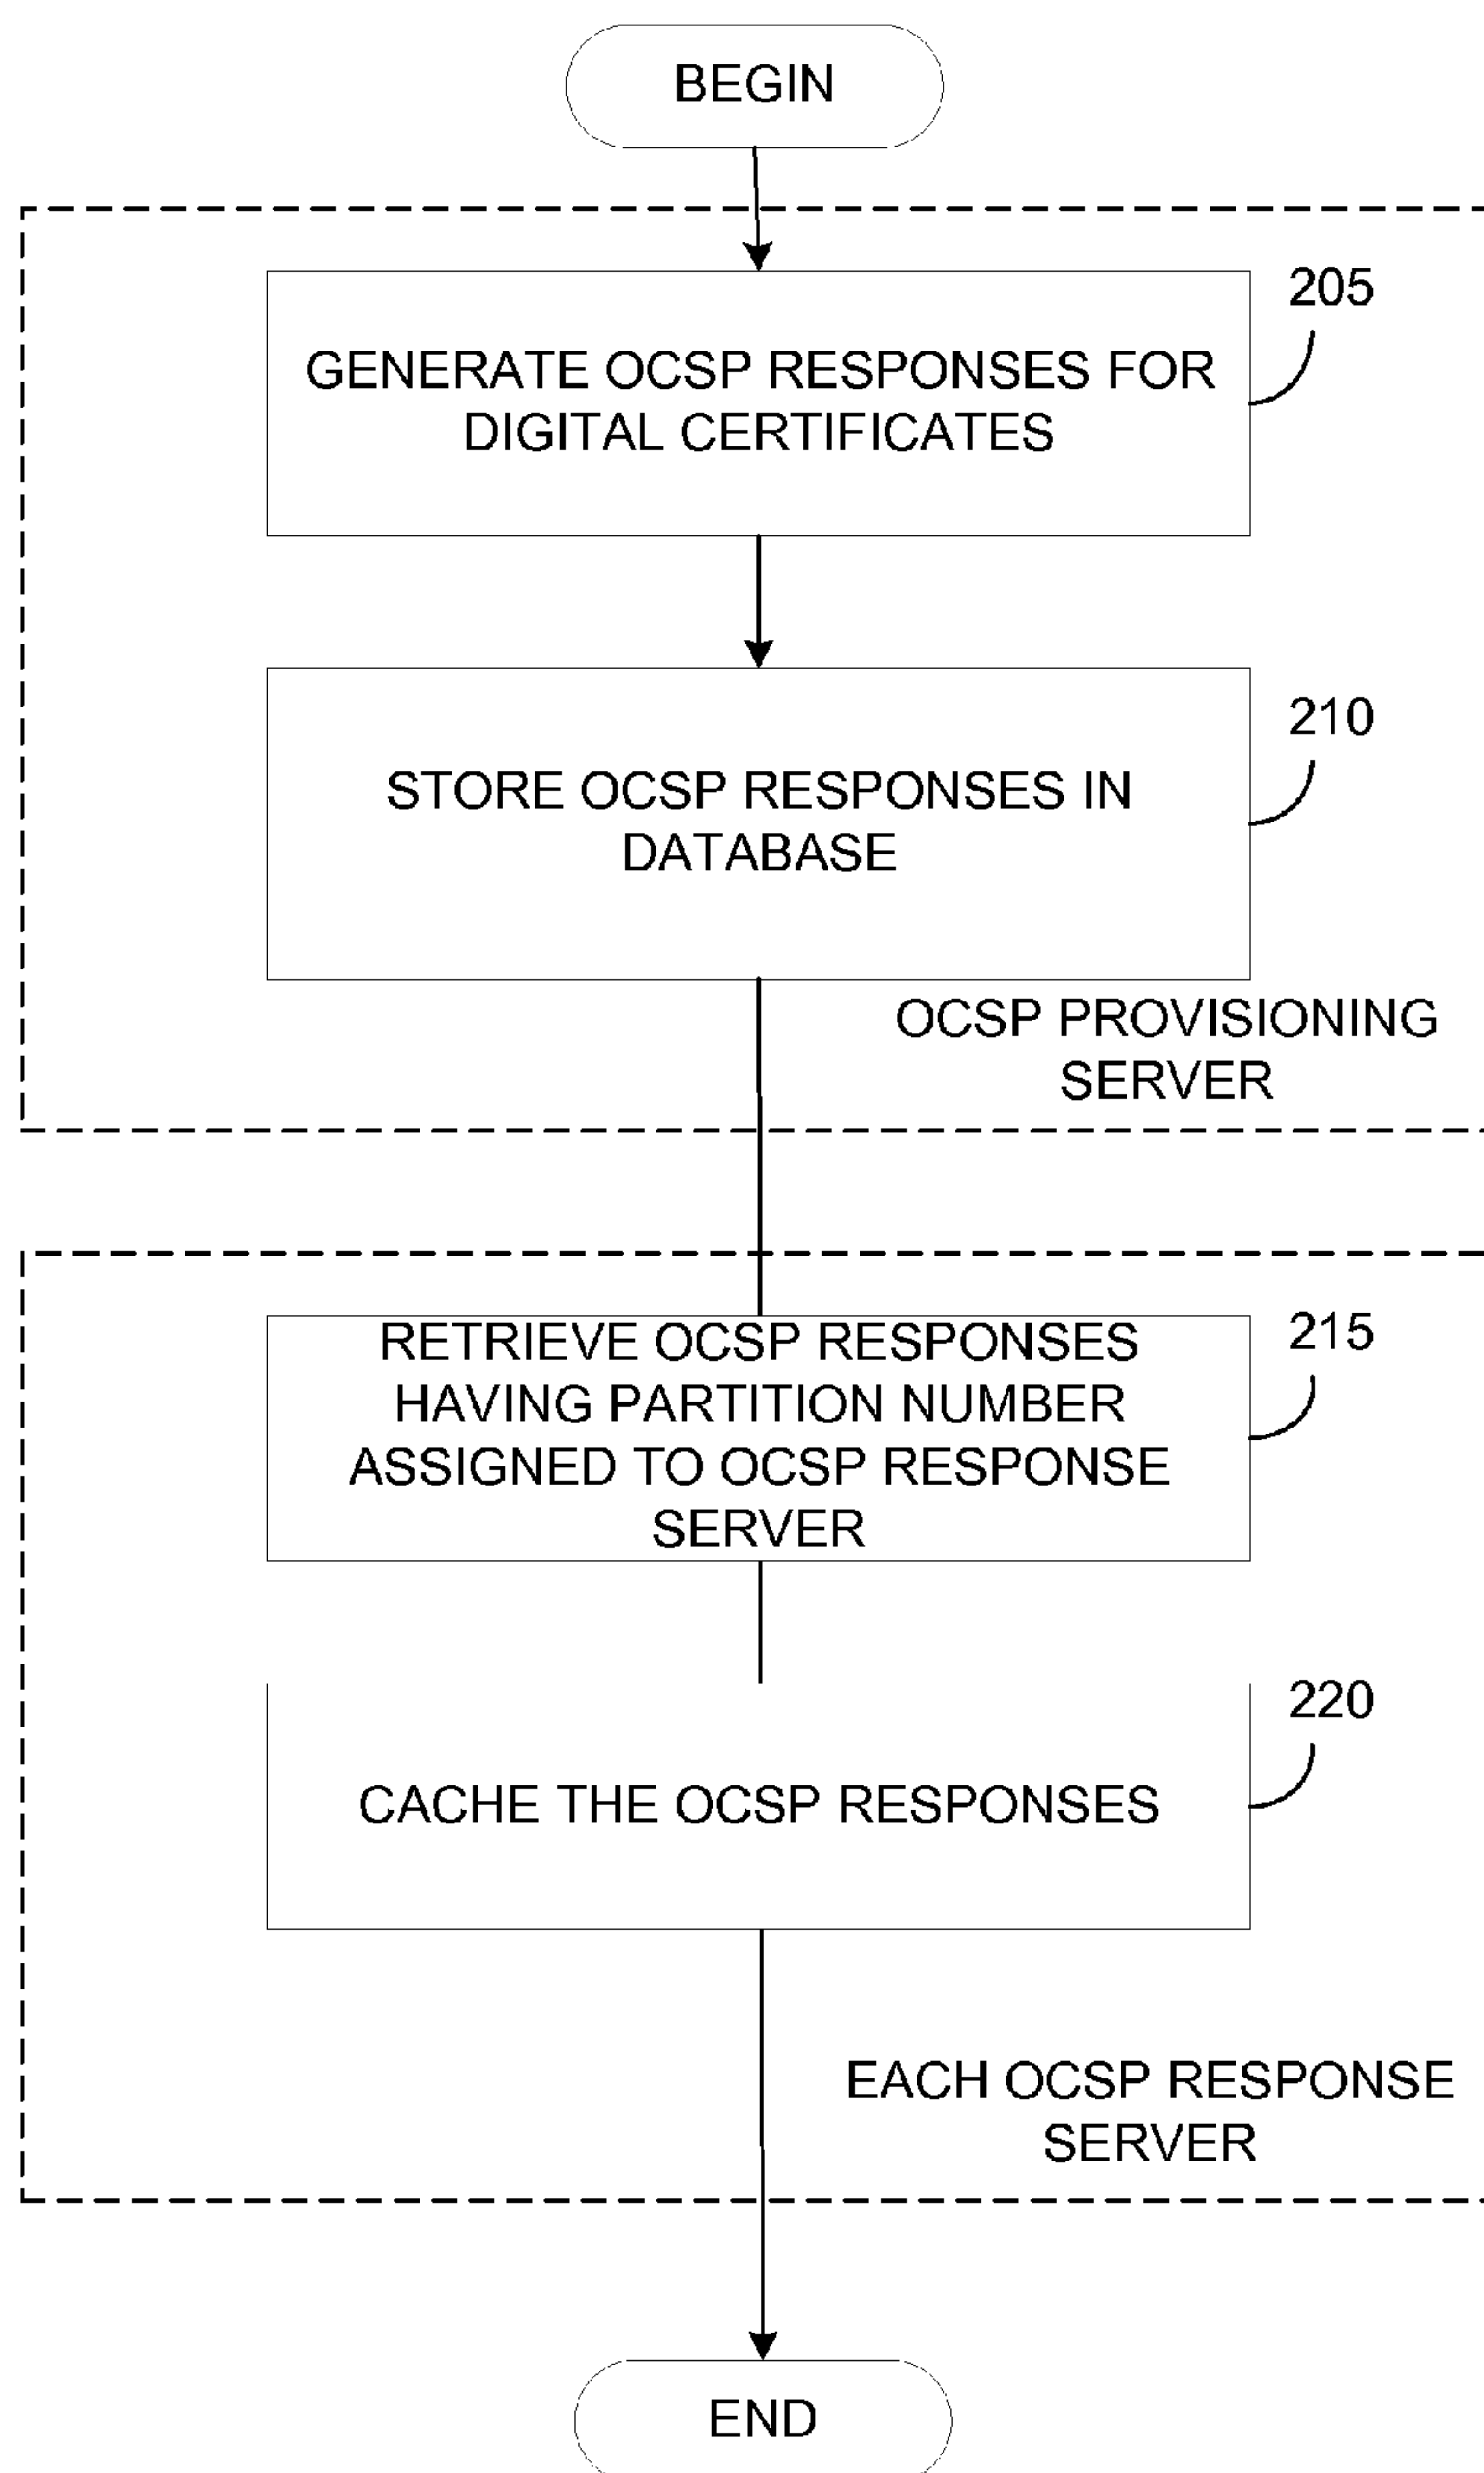 BEGIN
205
GENERATE OCSP RESPONSES FOR
DIGITAL CERTIFICATES
210
STORE OCSP RESPONSES IN
DATABASE
OCSP PROVISIONING
SERVER
215
RETRIEVE OCSP RESPONSES
HAVING PARTITION NUMBER
ASSIGNED TO OCSP RESPONSE
SERVER
220
CACHE THE OCSP RESPONSES
EACH OCSP RESPONSE
SERVER
END